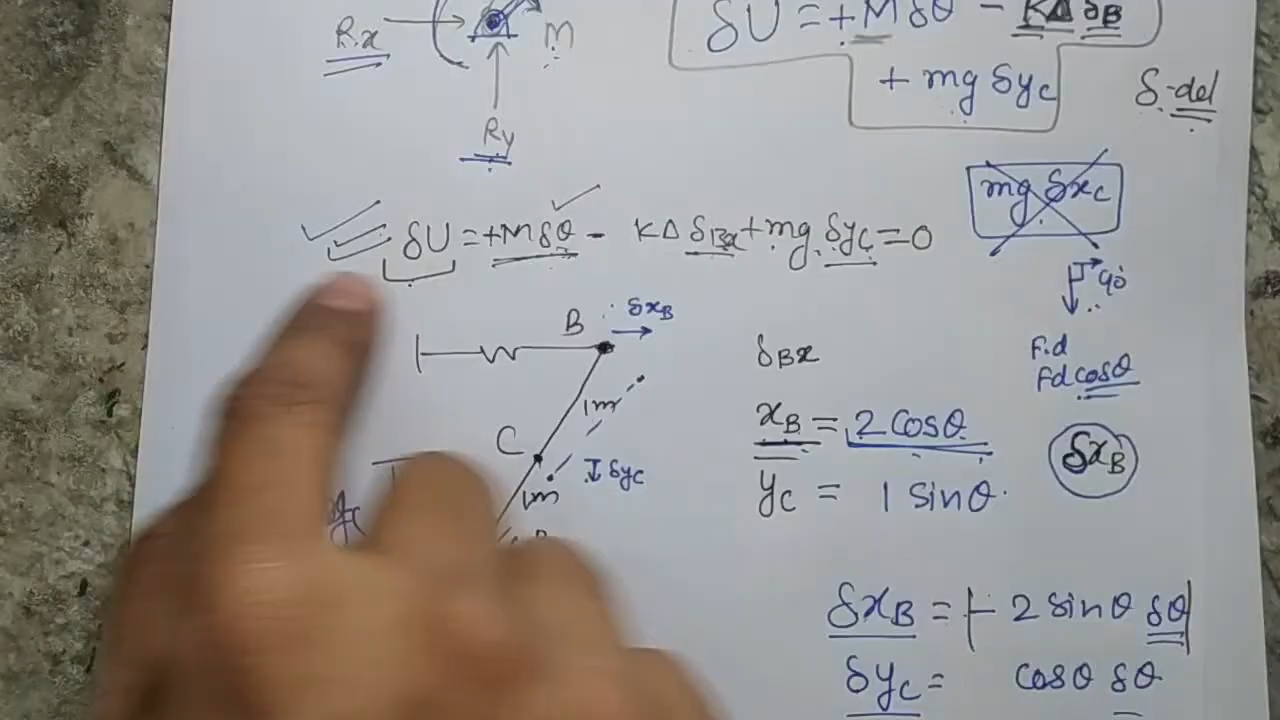 δU = +M δθ - KΔ δB
+ mg δyc
R.x
M
δ-del
Ry
mg δxc
δU = +Mδθ - KΔ δBx + mg. δyc = 0
90°
B
δxB
F.d
Fd cosθ
δBx
1m
xB = 2 cosθ
C
δxB
δyc
1m
yc = 1 sinθ.
yc
δxB = |- 2 sinθ δθ|
δyc = cosθ δθ